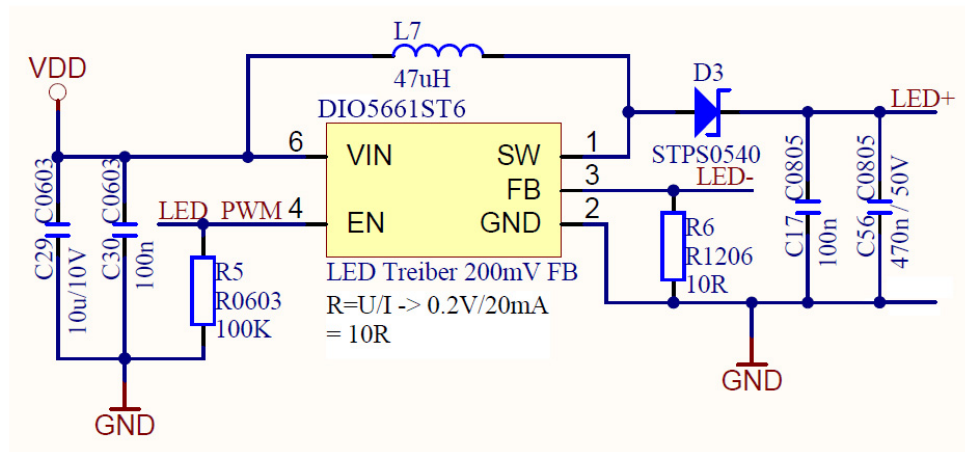 L7
47uH
VDD
DIO5661ST6
D3
STPS0540
LED+
LED-
6 VIN SW 1
FB 3
LED_PWM 4 EN GND 2
C29 C0603
10u/10V
C30 C0603
100n
R5
R0603
100K
LED Treiber 200mV FB
R=U/I -> 0.2V/20mA
= 10R
R6
R1206
10R
C17 C0805
100n
C56 C0805
470n / 50V
GND
GND